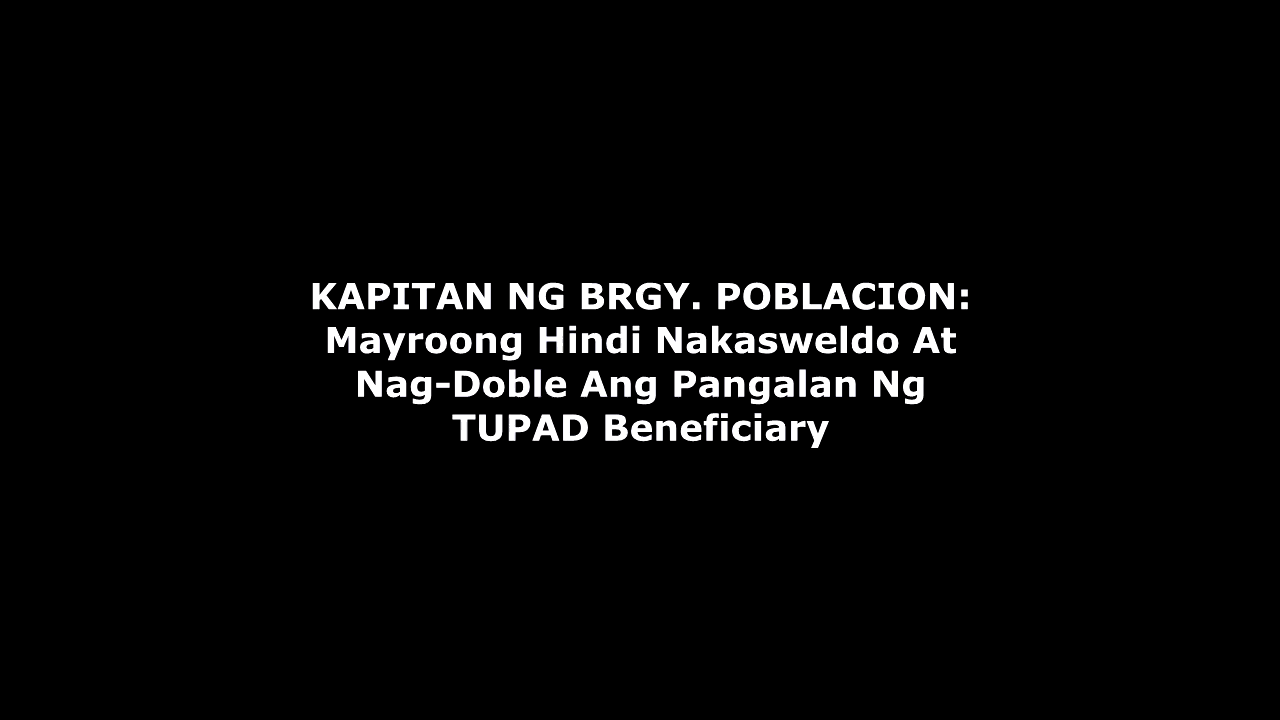 KAPITAN NG BRGY. POBLACION:
Mayroong Hindi Nakasweldo At
Nag-Doble Ang Pangalan Ng
TUPAD Beneficiary